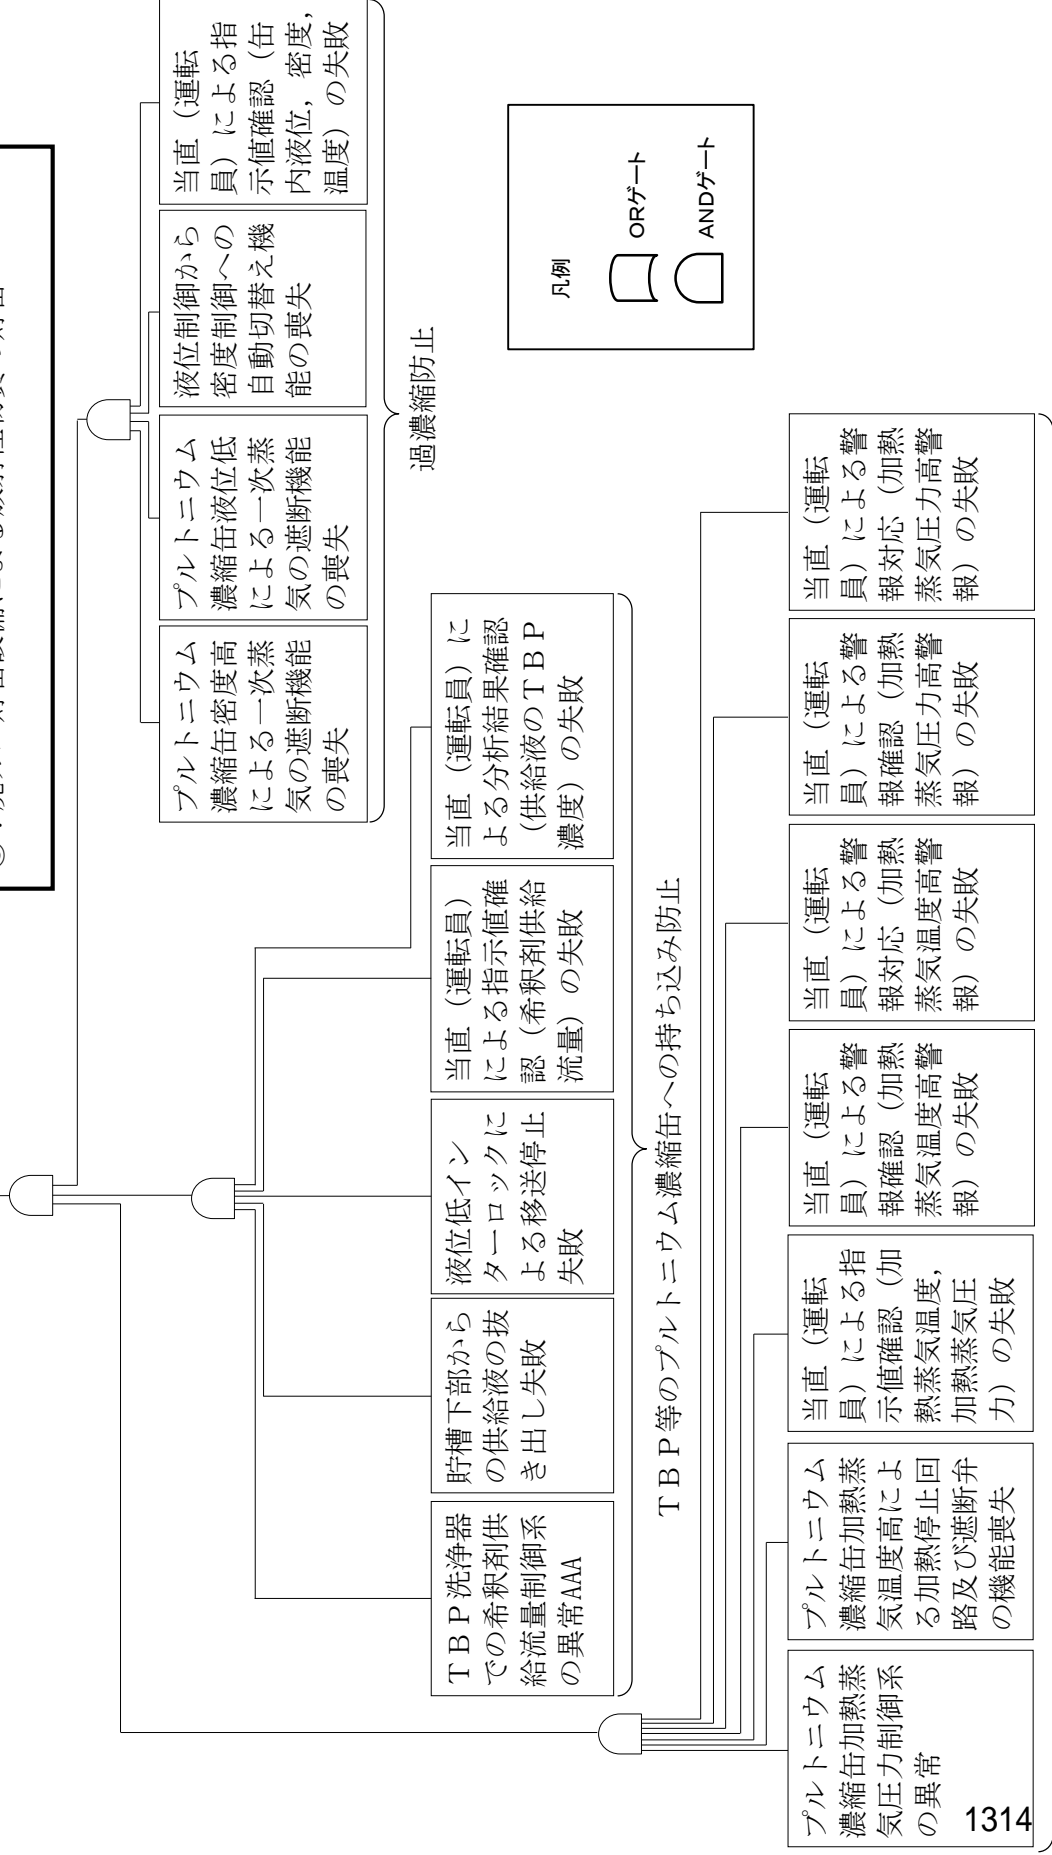 プルトニウム
濃縮缶密度高
による一次蒸
気の遮断機能
の喪失
プルトニウム
濃縮缶液位低
による一次蒸
気の遮断機能
の喪失
液位制御から
密度制御への
自動切替え機
能の喪失
当直（運転
員）による指
示値確認（缶
内液位，密度，
温度）の失敗
過濃縮防止
ＴＢＰ洗浄器
での希釈剤供
給流量制御系
の異常AAA
貯槽下部から
の供給液の抜
き出し失敗
液位低イン
ターロックに
よる移送停止
失敗
当直（運転員）
による指示値確
認（希釈剤供給
流量）の失敗
当直（運転員）に
よる分析結果確認
（供給液のＴＢＰ
濃度）の失敗
ＴＢＰ等のプルトニウム濃縮缶への持ち込み防止
凡例
ORゲート
ANDゲート
プルトニウム
濃縮缶加熱蒸
気圧力制御系
の異常
プルトニウム
濃縮缶加熱蒸
気温度高によ
る加熱停止回
路及び遮断弁
の機能喪失
当直（運転
員）による指
示値確認（加
熱蒸気温度，
加熱蒸気圧
力）の失敗
当直（運転
員）による警
報確認（加熱
蒸気温度高警
報）の失敗
当直（運転
員）による警
報対応（加熱
蒸気温度高警
報）の失敗
当直（運転
員）による警
報確認（加熱
蒸気圧力高警
報）の失敗
当直（運転
員）による警
報対応（加熱
蒸気圧力高警
報）の失敗
1314